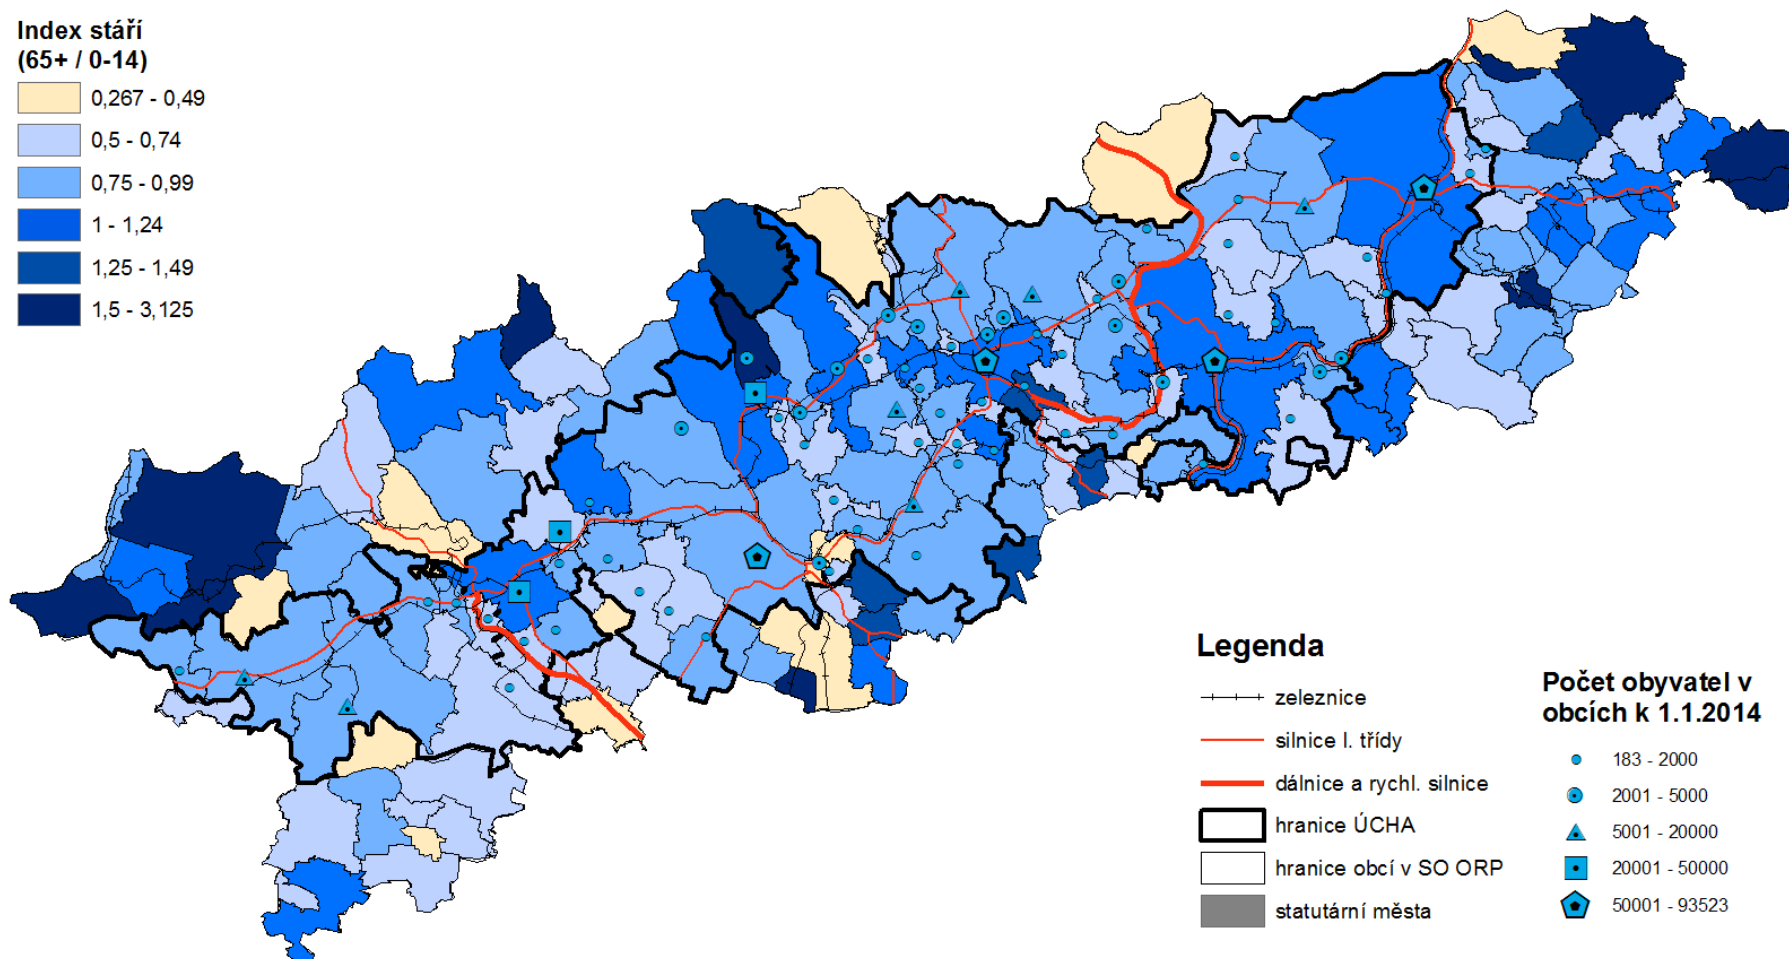 Index stáří
(65+ / 0-14)
0,267 - 0,49
0,5 - 0,74
0,75 - 0,99
1 - 1,24
1,25 - 1,49
1,5 - 3,125
Legenda
zeleznice
silnice I. třídy
dálnice a rychl. silnice
hranice ÚCHA
hranice obcí v SO ORP
statutární města
Počet obyvatel v
obcích k 1.1.2014
183 - 2000
2001 - 5000
5001 - 20000
20001 - 50000
50001 - 93523